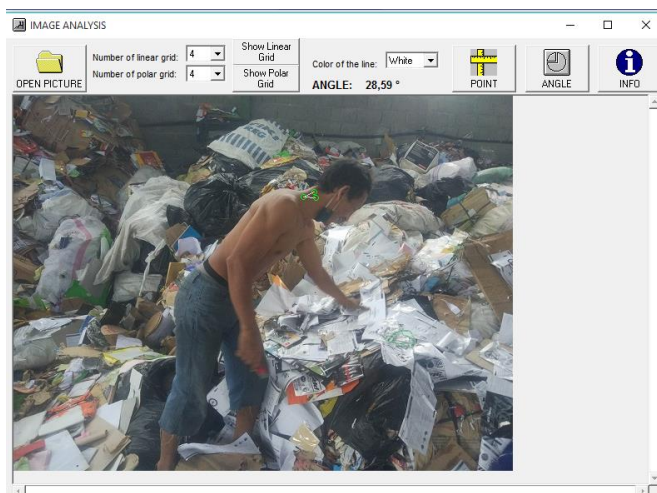 IMAGE ANALYSIS
OPEN PICTURE
Number of linear grid: 4
Number of polar grid: 4
Show Linear Grid
Show Polar Grid
Color of the line: White
ANGLE: 28,59 °
POINT
ANGLE
INFO